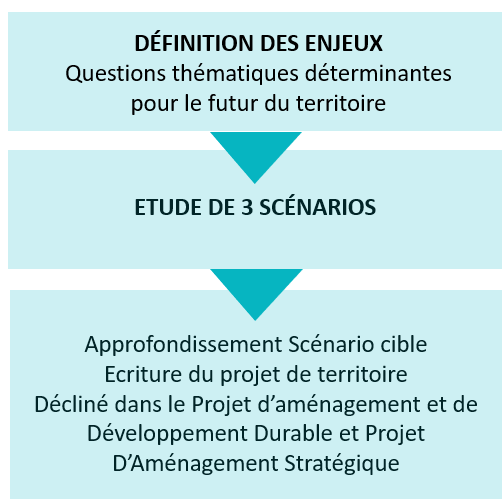 DÉFINITION DES ENJEUX
Questions thématiques déterminantes
pour le futur du territoire
ETUDE DE 3 SCÉNARIOS
Approfondissement Scénario cible
Ecriture du projet de territoire
Décliné dans le Projet d’aménagement et de
Développement Durable et Projet
D’Aménagement Stratégique